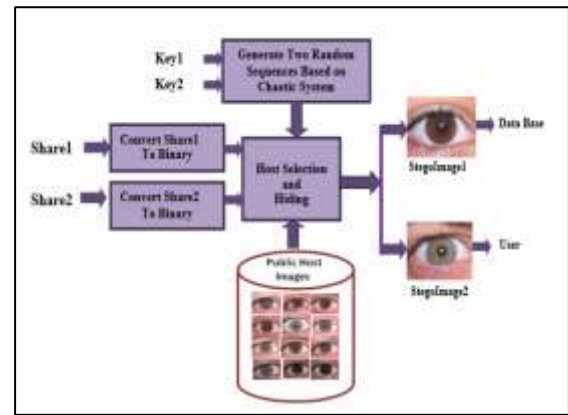 Key1
Key2
Generate Two Random
Sequences Based on
Chaotic System
Share1
Convert Share1
To Binary
Share2
Convert Share2
To Binary
Host Selection
and
Hiding
Public Host
Images
StegoImage1
Data Base
StegoImage2
User